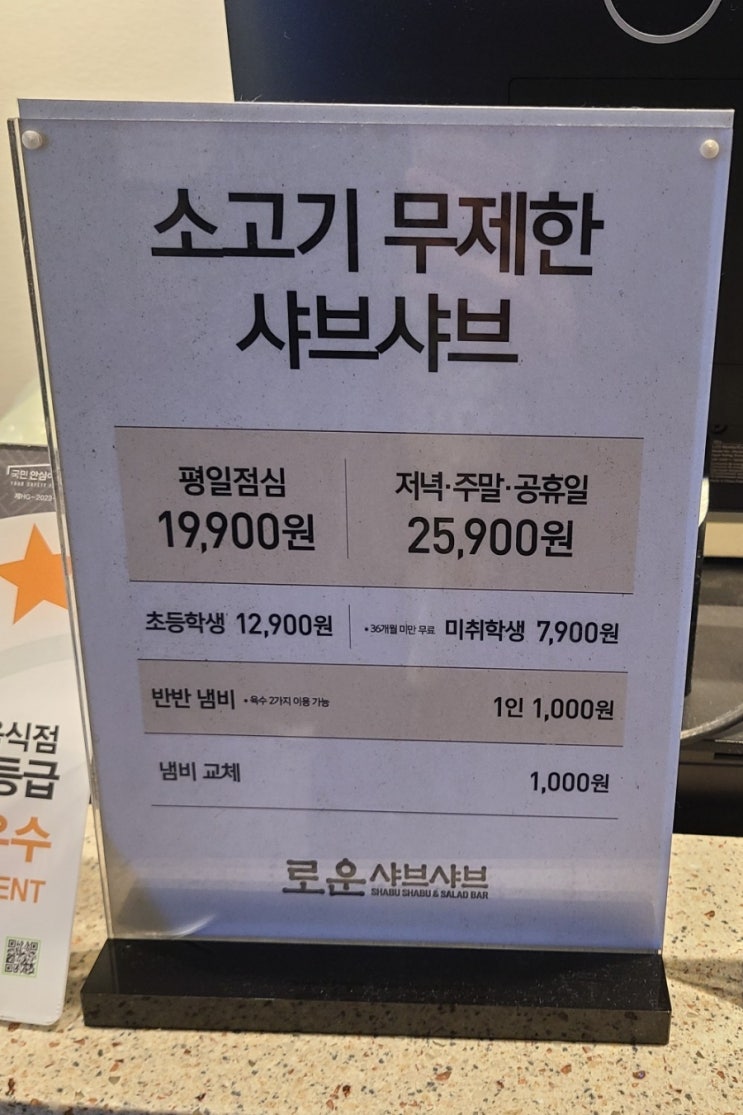 소고기 무제한
샤브샤브
평일점심
19,900원
저녁·주말·공휴일
25,900원
초등학생 12,900원
• 36개월 미만 무료 미취학생 7,900원
반반 냄비 • 육수 2가지 이용 가능 1인 1,000원
냄비 교체 1,000원
로운 샤브샤브
SHABU SHABU & SALAD BAR
국민 안심
식점
등급
우수
ENT